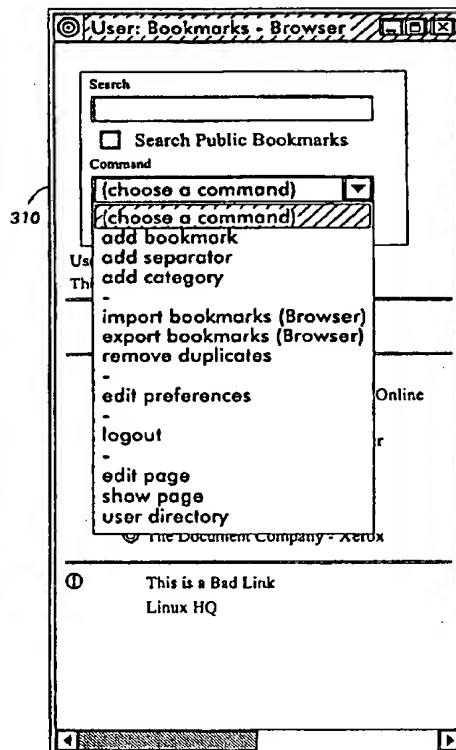 User: Bookmarks - Browser
Search
Search Public Bookmarks
Command
(choose a command)
310
(choose a command)
add bookmark
Us
add separator
Th
add category
-
import bookmarks (Browser)
export bookmarks (Browser)
remove duplicates
-
edit preferences
Online
-
logout
r
-
edit page
show page
user directory
The Document Company - Xerox
This is a Bad Link
Linux HQ